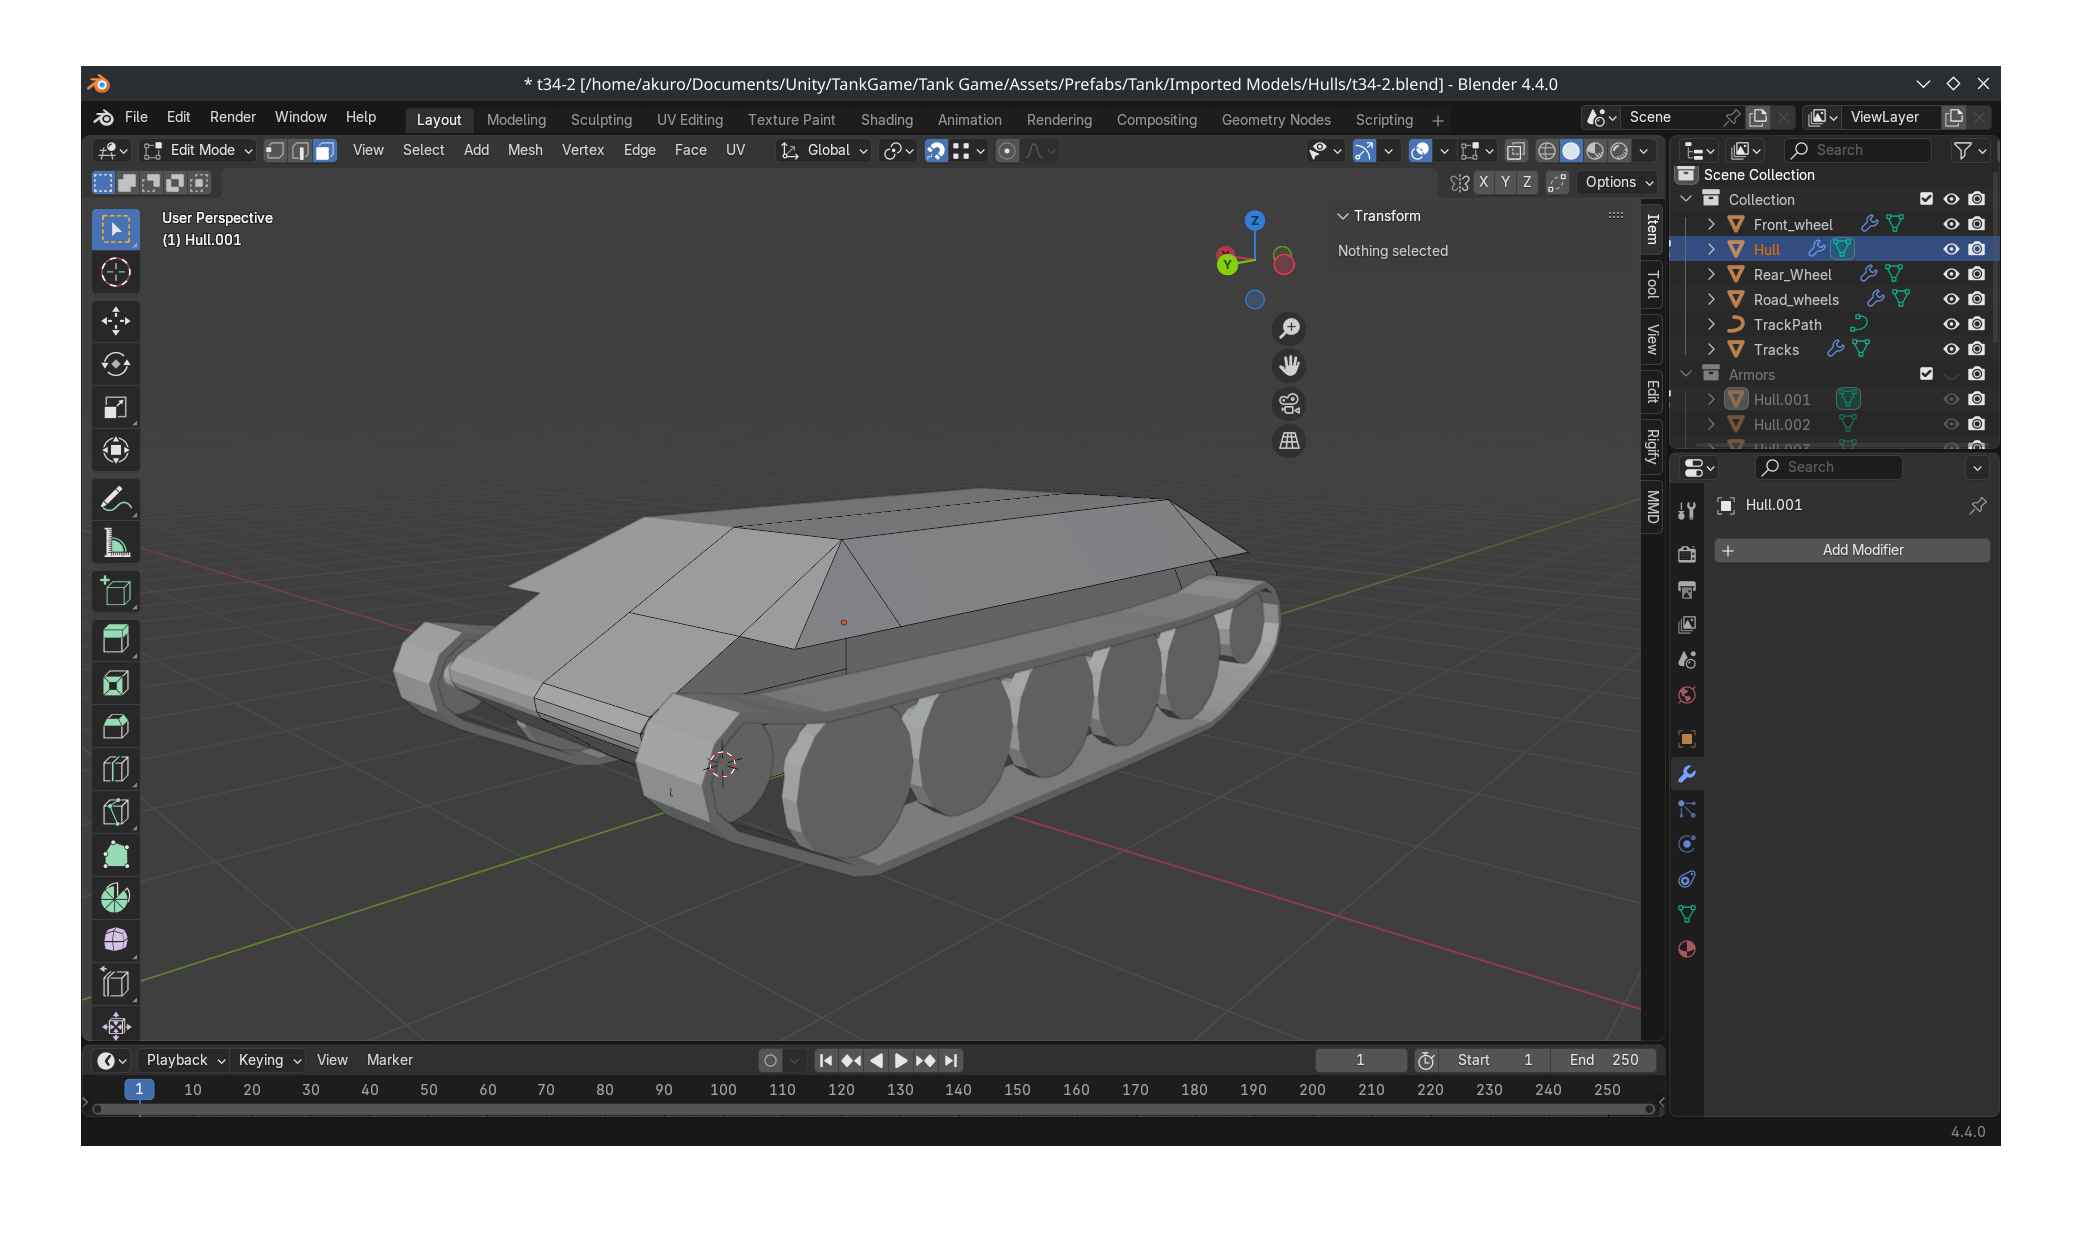 * t34-2 [/home/akuro/Documents/Unity/TankGame/Tank Game/Assets/Prefabs/Tank/Imported Models/Hulls/t34-2.blend] - Blender 4.4.0
File Edit Render Window Help Layout Modeling Sculpting UV Editing Texture Paint Shading Animation Rendering Compositing Geometry Nodes Scripting + Scene ViewLayer
Edit Mode View Select Add Mesh Vertex Edge Face UV Global Search
X Y Z Options
User Perspective
(1) Hull.001
Z
Y
Transform
Nothing selected
Item
Tool
View
Edit
Rigify
MMD
Scene Collection
Collection
Front_wheel
Hull
Rear_Wheel
Road_wheels
TrackPath
Tracks
Armors
Hull.001
Hull.002
Search
Hull.001
+ Add Modifier
Playback Keying View Marker 1 Start 1 End 250
1 10 20 30 40 50 60 70 80 90 100 110 120 130 140 150 160 170 180 190 200 210 220 230 240 250
4.4.0